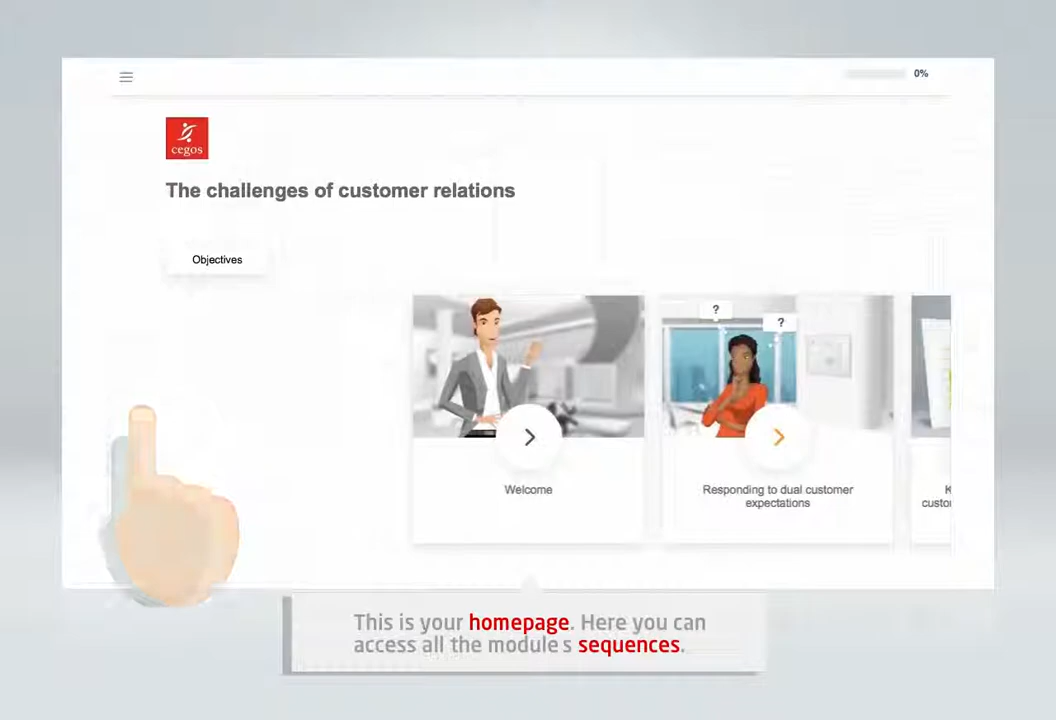 0%
cegos
The challenges of customer relations
Objectives
?
?
Welcome
Responding to dual customer
expectations
K
custo
This is your homepage. Here you can
access all the module s sequences.